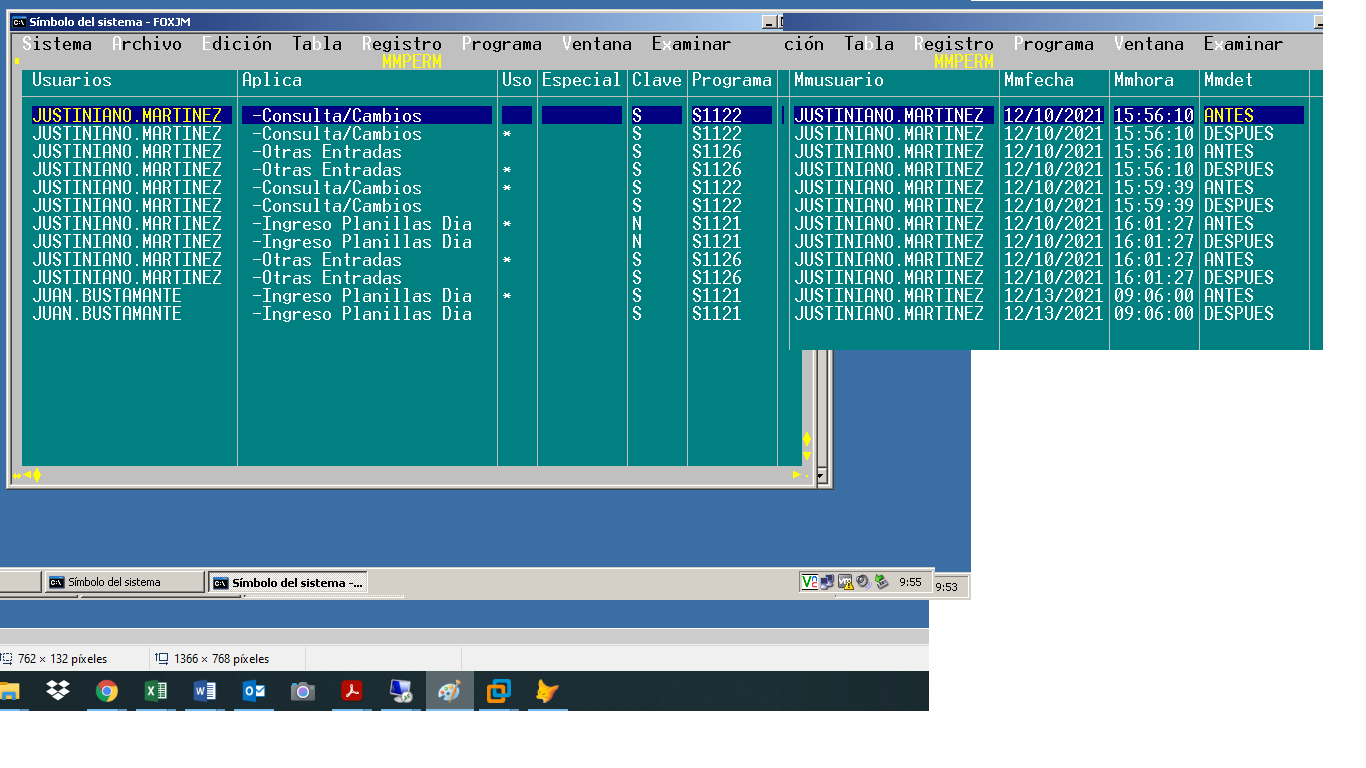 Símbolo del sistema - FOXJM
Sistema Archivo Edición Tabla Registro Programa Ventana Examinar ción Tabla Registro Programa Ventana Examinar
MMPERM MMPERM
Usuarios Aplica Uso Especial Clave Programa Mmusuario Mmfecha Mmhora Mmdet
JUSTINIANO.MARTINEZ -Consulta/Cambios S S1122 JUSTINIANO.MARTINEZ 12/10/2021 15:56:10 ANTES
JUSTINIANO.MARTINEZ -Consulta/Cambios * S S1122 JUSTINIANO.MARTINEZ 12/10/2021 15:56:10 DESPUES
JUSTINIANO.MARTINEZ -Otras Entradas S S1126 JUSTINIANO.MARTINEZ 12/10/2021 15:56:10 ANTES
JUSTINIANO.MARTINEZ -Otras Entradas * S S1126 JUSTINIANO.MARTINEZ 12/10/2021 15:56:10 DESPUES
JUSTINIANO.MARTINEZ -Consulta/Cambios * S S1122 JUSTINIANO.MARTINEZ 12/10/2021 15:59:39 ANTES
JUSTINIANO.MARTINEZ -Consulta/Cambios S S1122 JUSTINIANO.MARTINEZ 12/10/2021 15:59:39 DESPUES
JUSTINIANO.MARTINEZ -Ingreso Planillas Dia * N S1121 JUSTINIANO.MARTINEZ 12/10/2021 16:01:27 ANTES
JUSTINIANO.MARTINEZ -Ingreso Planillas Dia N S1121 JUSTINIANO.MARTINEZ 12/10/2021 16:01:27 DESPUES
JUSTINIANO.MARTINEZ -Otras Entradas * S S1126 JUSTINIANO.MARTINEZ 12/10/2021 16:01:27 ANTES
JUSTINIANO.MARTINEZ -Otras Entradas S S1126 JUSTINIANO.MARTINEZ 12/10/2021 16:01:27 DESPUES
JUAN.BUSTAMANTE -Ingreso Planillas Dia * S S1121 JUSTINIANO.MARTINEZ 12/13/2021 09:06:00 ANTES
JUAN.BUSTAMANTE -Ingreso Planillas Dia S S1121 JUSTINIANO.MARTINEZ 12/13/2021 09:06:00 DESPUES
Símbolo del sistema Símbolo del sistema -... 9:55 9:53
762 × 132 píxeles 1366 × 768 píxeles